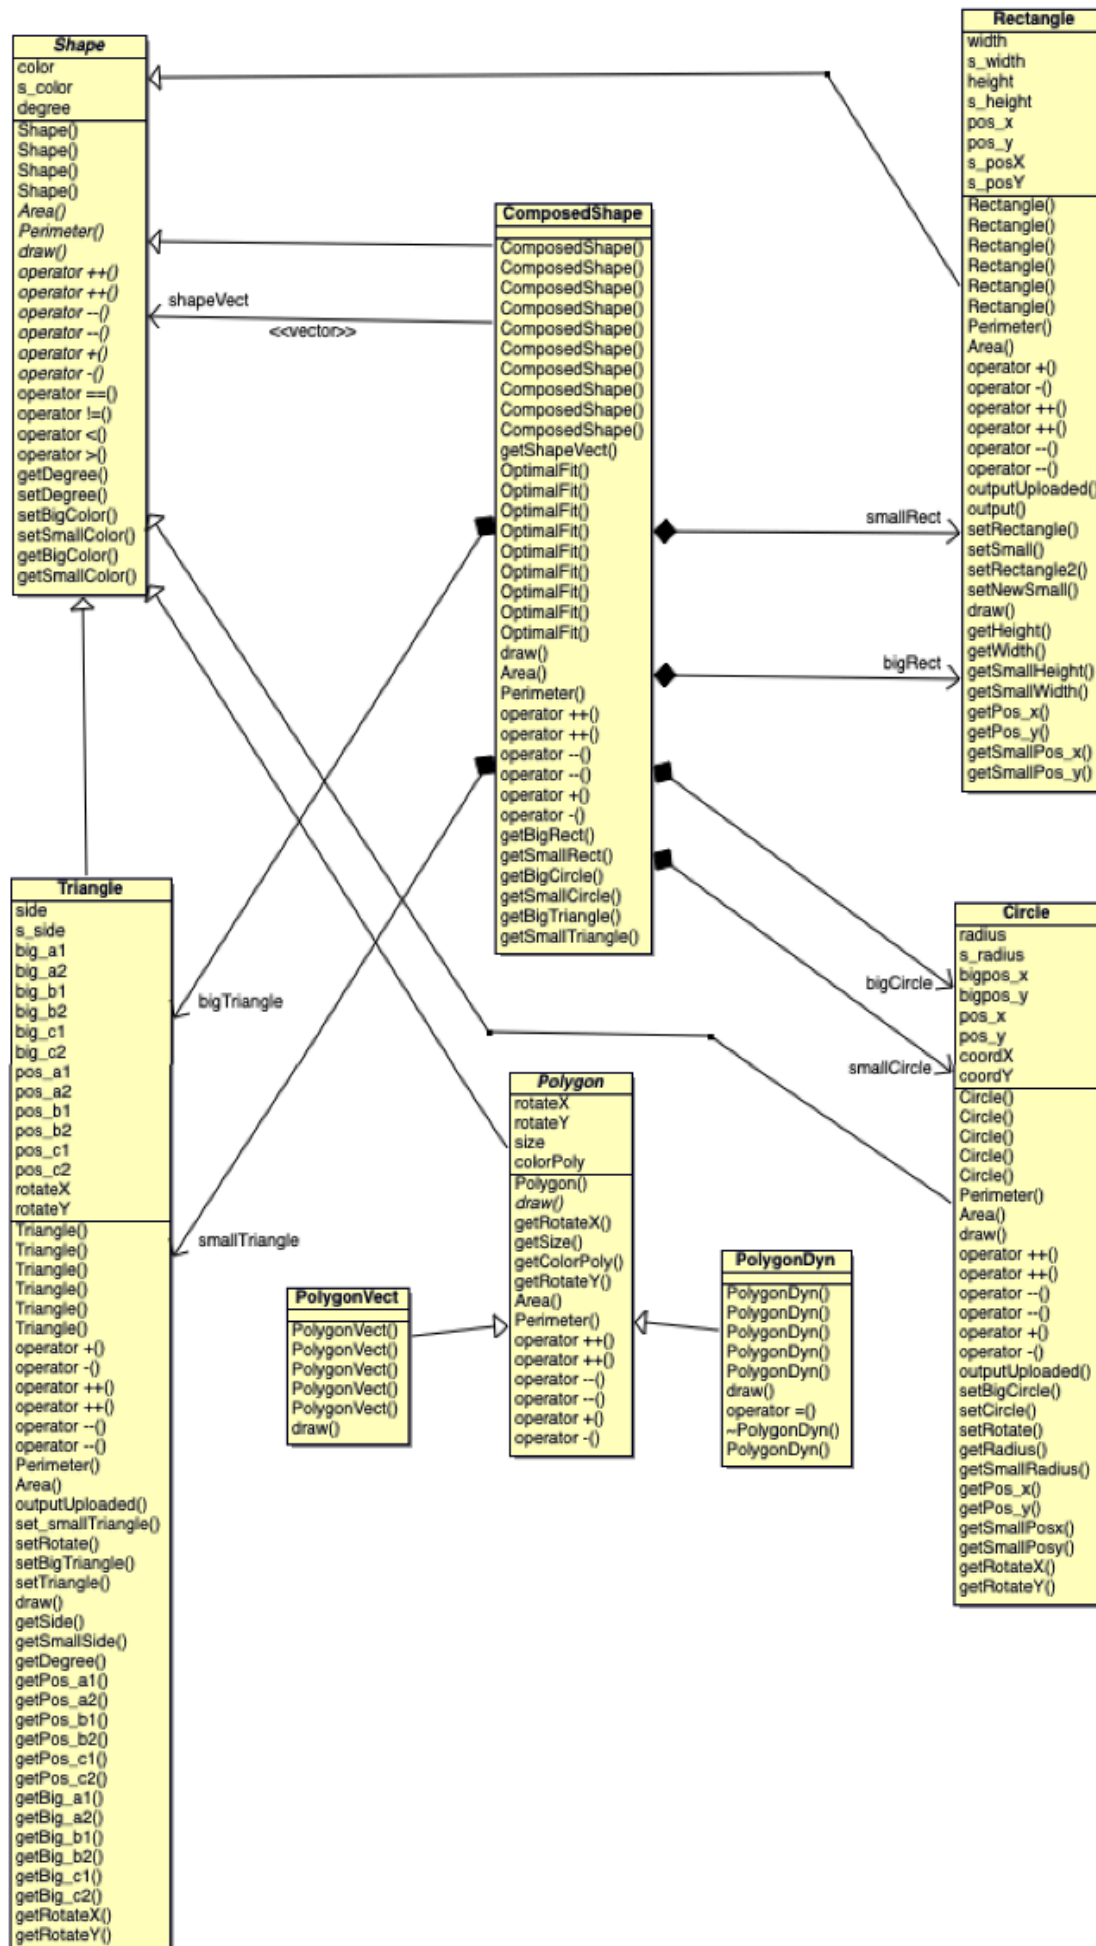 Shape
color
s_color
degree
Shape()
Shape()
Shape()
Shape()
Area()
Perimeter()
draw()
operator ++()
operator ++()
operator --()
operator --()
operator +()
operator -()
operator ==()
operator !=()
operator <()
operator >()
getDegree()
setDegree()
setBigColor()
setSmallColor()
getBigColor()
getSmallColor()
shapeVect
<<vector>>
ComposedShape
ComposedShape()
ComposedShape()
ComposedShape()
ComposedShape()
ComposedShape()
ComposedShape()
ComposedShape()
ComposedShape()
ComposedShape()
ComposedShape()
getShapeVect()
OptimalFit()
OptimalFit()
OptimalFit()
OptimalFit()
OptimalFit()
OptimalFit()
OptimalFit()
OptimalFit()
OptimalFit()
draw()
Area()
Perimeter()
operator ++()
operator ++()
operator --()
operator --()
operator +()
operator -()
getBigRect()
getSmallRect()
getBigCircle()
getSmallCircle()
getBigTriangle()
getSmallTriangle()
smallRect
bigRect
Rectangle
width
s_width
height
s_height
pos_x
pos_y
s_posX
s_posY
Rectangle()
Rectangle()
Rectangle()
Rectangle()
Rectangle()
Rectangle()
Perimeter()
Area()
operator +()
operator -()
operator ++()
operator ++()
operator --()
operator --()
outputUploaded()
output()
setRectangle()
setSmall()
setRectangle2()
setNewSmall()
draw()
getHeight()
getWidth()
getSmallHeight()
getSmallWidth()
getPos_x()
getPos_y()
getSmallPos_x()
getSmallPos_y()
Triangle
side
s_side
big_a1
big_a2
big_b1
big_b2
big_c1
big_c2
pos_a1
pos_a2
pos_b1
pos_b2
pos_c1
pos_c2
rotateX
rotateY
Triangle()
Triangle()
Triangle()
Triangle()
Triangle()
Triangle()
operator +()
operator -()
operator ++()
operator ++()
operator --()
operator --()
Perimeter()
Area()
outputUploaded()
set_smallTriangle()
setRotate()
setBigTriangle()
setTriangle()
draw()
getSide()
getSmallSide()
getDegree()
getPos_a1()
getPos_a2()
getPos_b1()
getPos_b2()
getPos_c1()
getPos_c2()
getBig_a1()
getBig_a2()
getBig_b1()
getBig_b2()
getBig_c1()
getBig_c2()
getRotateX()
getRotateY()
bigTriangle
smallTriangle
bigCircle
smallCircle
Polygon
rotateX
rotateY
size
colorPoly
Polygon()
draw()
getRotateX()
getSize()
getColorPoly()
getRotateY()
Area()
Perimeter()
operator ++()
operator ++()
operator --()
operator --()
operator +()
operator -()
PolygonVect
PolygonVect()
PolygonVect()
PolygonVect()
PolygonVect()
PolygonVect()
draw()
PolygonDyn
PolygonDyn()
PolygonDyn()
PolygonDyn()
PolygonDyn()
PolygonDyn()
draw()
operator =()
~PolygonDyn()
PolygonDyn()
Circle
radius
s_radius
bigpos_x
bigpos_y
pos_x
pos_y
coordX
coordY
Circle()
Circle()
Circle()
Circle()
Circle()
Perimeter()
Area()
draw()
operator ++()
operator ++()
operator --()
operator --()
operator +()
operator -()
outputUploaded()
setBigCircle()
setCircle()
setRotate()
getRadius()
getSmallRadius()
getPos_x()
getPos_y()
getSmallPosx()
getSmallPosy()
getRotateX()
getRotateY()